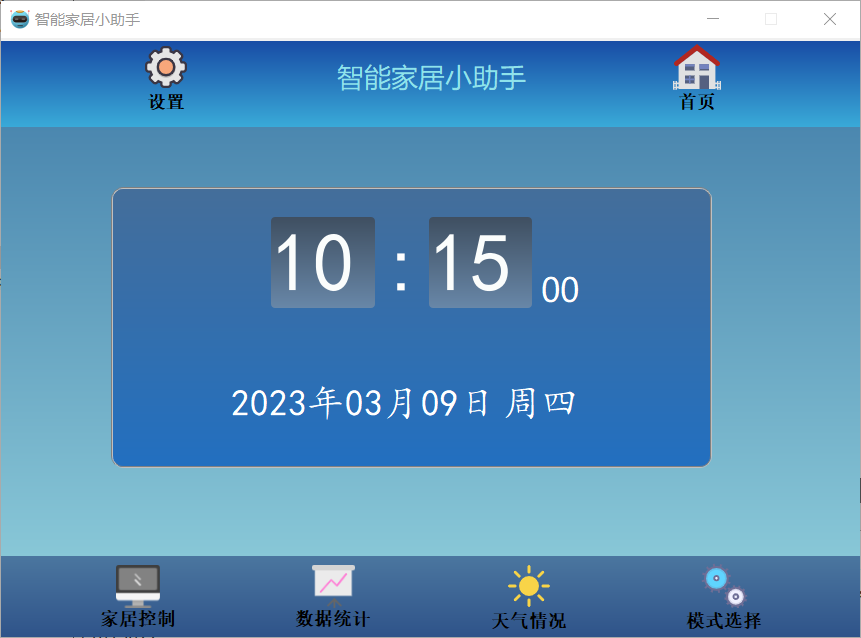 智能家居小助手
设置
智能家居小助手
首页
10 : 15 00
2023年03月09日 周四
家居控制
数据统计
天气情况
模式选择